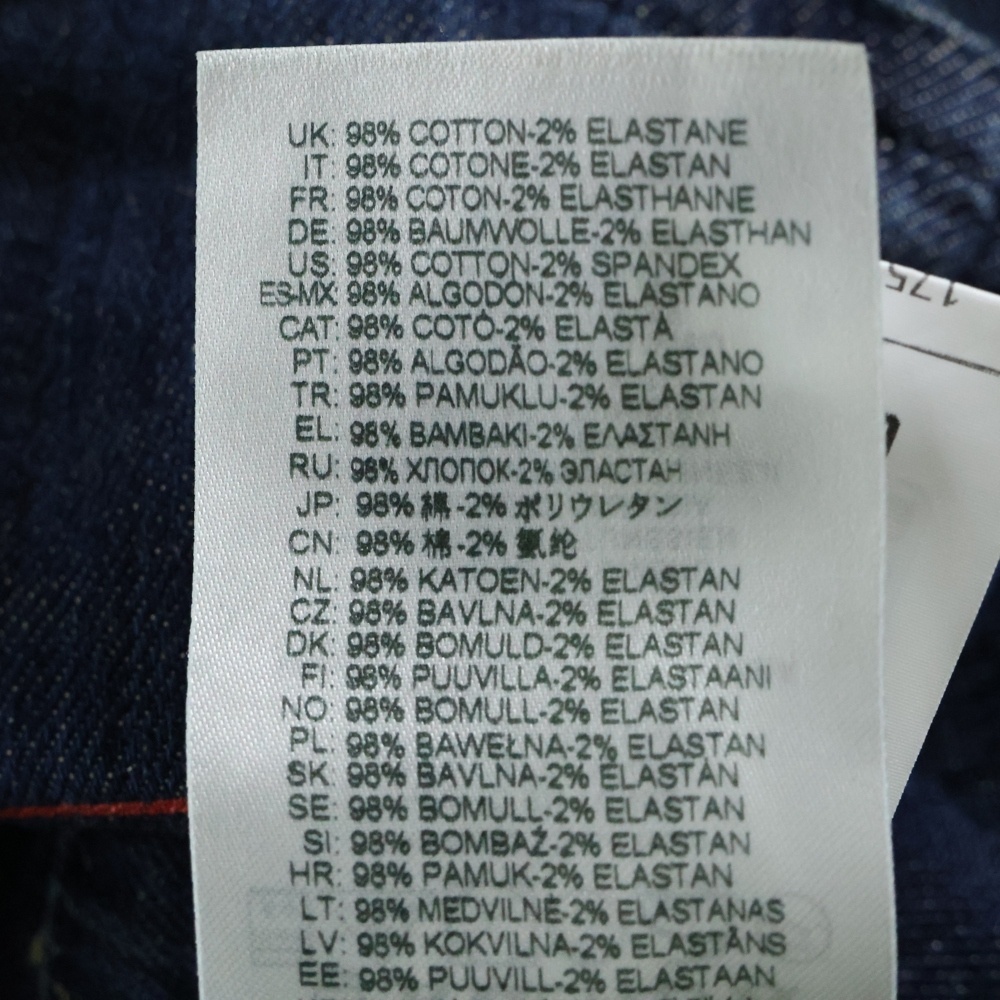 UK: 98% COTTON-2% ELASTANE
IT: 98% COTONE-2% ELASTAN
FR: 98% COTON-2% ELASTHANNE
DE: 98% BAUMWOLLE-2% ELASTHAN
US: 98% COTTON-2% SPANDEX
ES-MX: 98% ALGODÓN-2% ELASTANO
CAT: 98% COTÓ-2% ELASTÀ
PT: 98% ALGODÃO-2% ELASTANO
TR: 98% PAMUKLU-2% ELASTAN
EL: 98% ΒΑΜΒΑΚΙ-2% ΕΛΑΣΤΑΝΗ
RU: 98% ХЛОПОК-2% ЭЛАСТАН
JP: 98% 綿 -2% ポリウレタン
CN: 98% 棉 -2% 氨纶
NL: 98% KATOEN-2% ELASTAN
CZ: 98% BAVLNA-2% ELASTAN
DK: 98% BOMULD-2% ELASTAN
FI: 98% PUUVILLA-2% ELASTAANI
NO: 98% BOMULL-2% ELASTAN
PL: 98% BAWEŁNA-2% ELASTAN
SK: 98% BAVLNA-2% ELASTAN
SE: 98% BOMULL-2% ELASTAN
SI: 98% BOMBAŽ-2% ELASTAN
HR: 98% PAMUK-2% ELASTAN
LT: 98% MEDVILNĖ-2% ELASTANAS
LV: 98% KOKVILNA-2% ELASTĀNS
EE: 98% PUUVILL-2% ELASTAAN
175